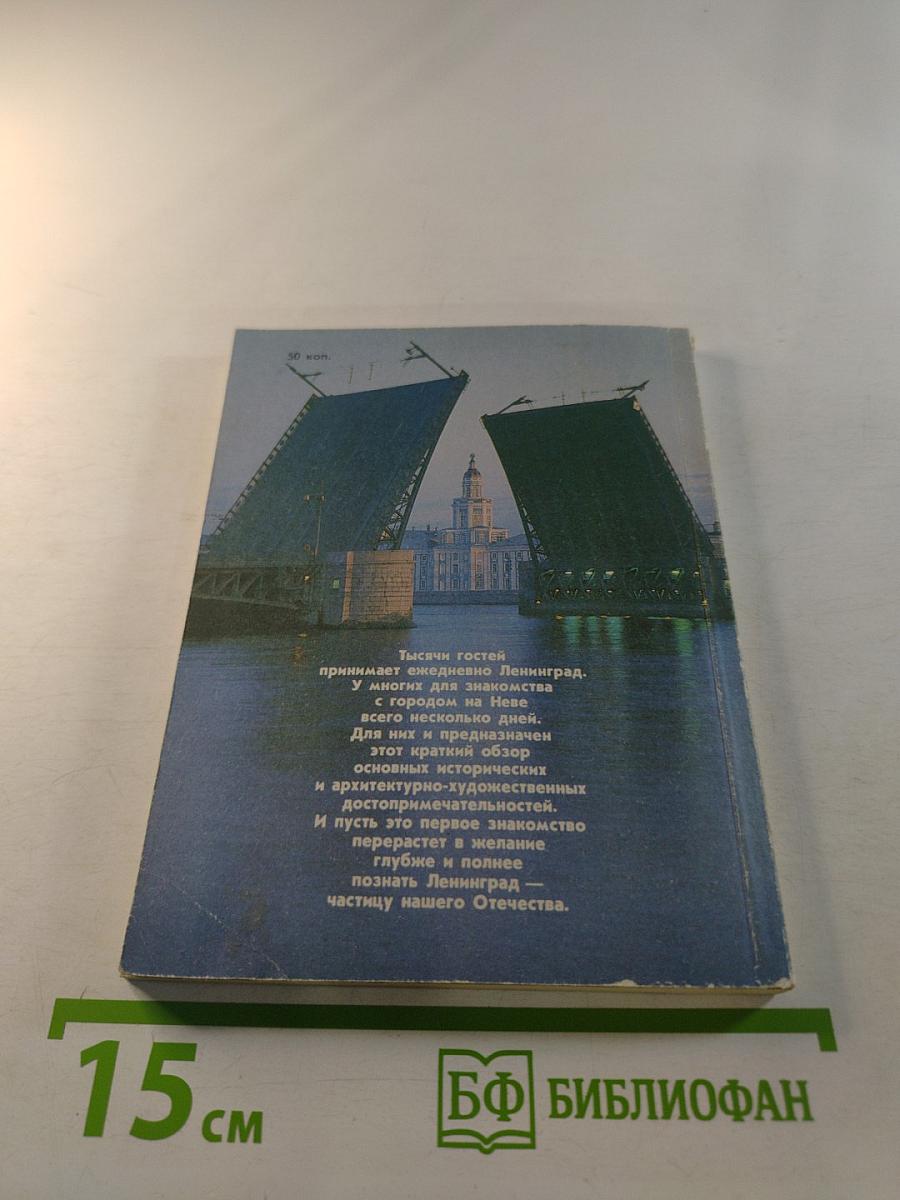 50 коп.
Тысячи гостей
принимает ежедневно Ленинград.
У многих для знакомства
с городом на Неве
всего несколько дней.
Для них и предназначен
этот краткий обзор
основных исторических
и архитектурно-художественных
достопримечательностей.
И пусть это первое знакомство
перерастет в желание
глубже и полнее
познать Ленинград —
частицу нашего Отечества.
15 см
БФ БИБЛИОФАН